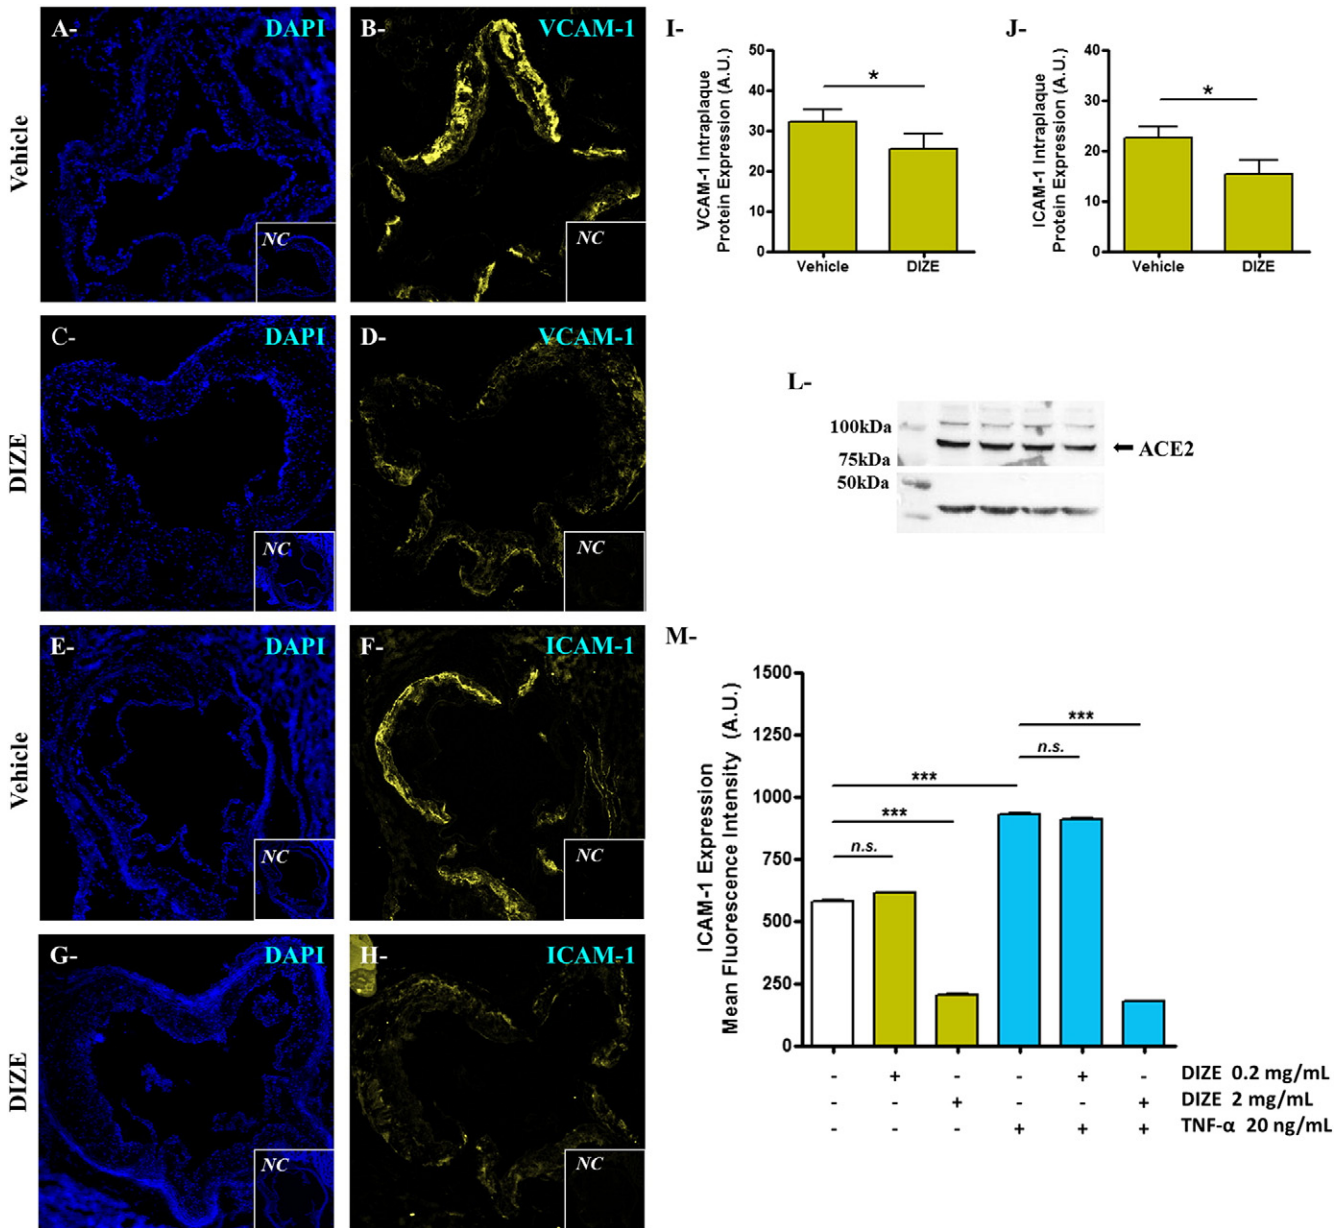 A- DAPI
B- VCAM-1
Vehicle
NC
NC
C- DAPI
D- VCAM-1
DIZE
NC
NC
E- DAPI
F- ICAM-1
Vehicle
NC
NC
G- DAPI
H- ICAM-1
DIZE
NC
NC
I-
VCAM-1 Intraplaque
Protein Expression (A.U.)
50
40
30
20
10
0
*
Vehicle DIZE
J-
ICAM-1 Intraplaque
Protein Expression (A.U.)
40
30
20
10
0
*
Vehicle DIZE
L-
100kDa
75kDa
50kDa
ACE2
M-
ICAM-1 Expression
Mean Fluorescence Intensity (A.U.)
1500
1250
1000
750
500
250
0
***
n.s.
***
***
n.s.
- + - - + - DIZE 0.2 mg/mL
- - + - - + DIZE 2 mg/mL
- - - + + + TNF-α 20 ng/mL